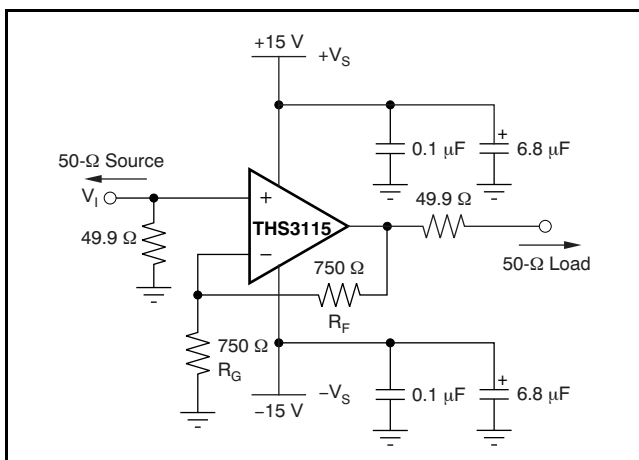 +15 V
+V_S
0.1 μF
6.8 μF
+
50-Ω Source
V_I
49.9 Ω
+
THS3115
−
49.9 Ω
50-Ω Load
750 Ω
R_F
750 Ω
R_G
−V_S
−15 V
0.1 μF
6.8 μF
+